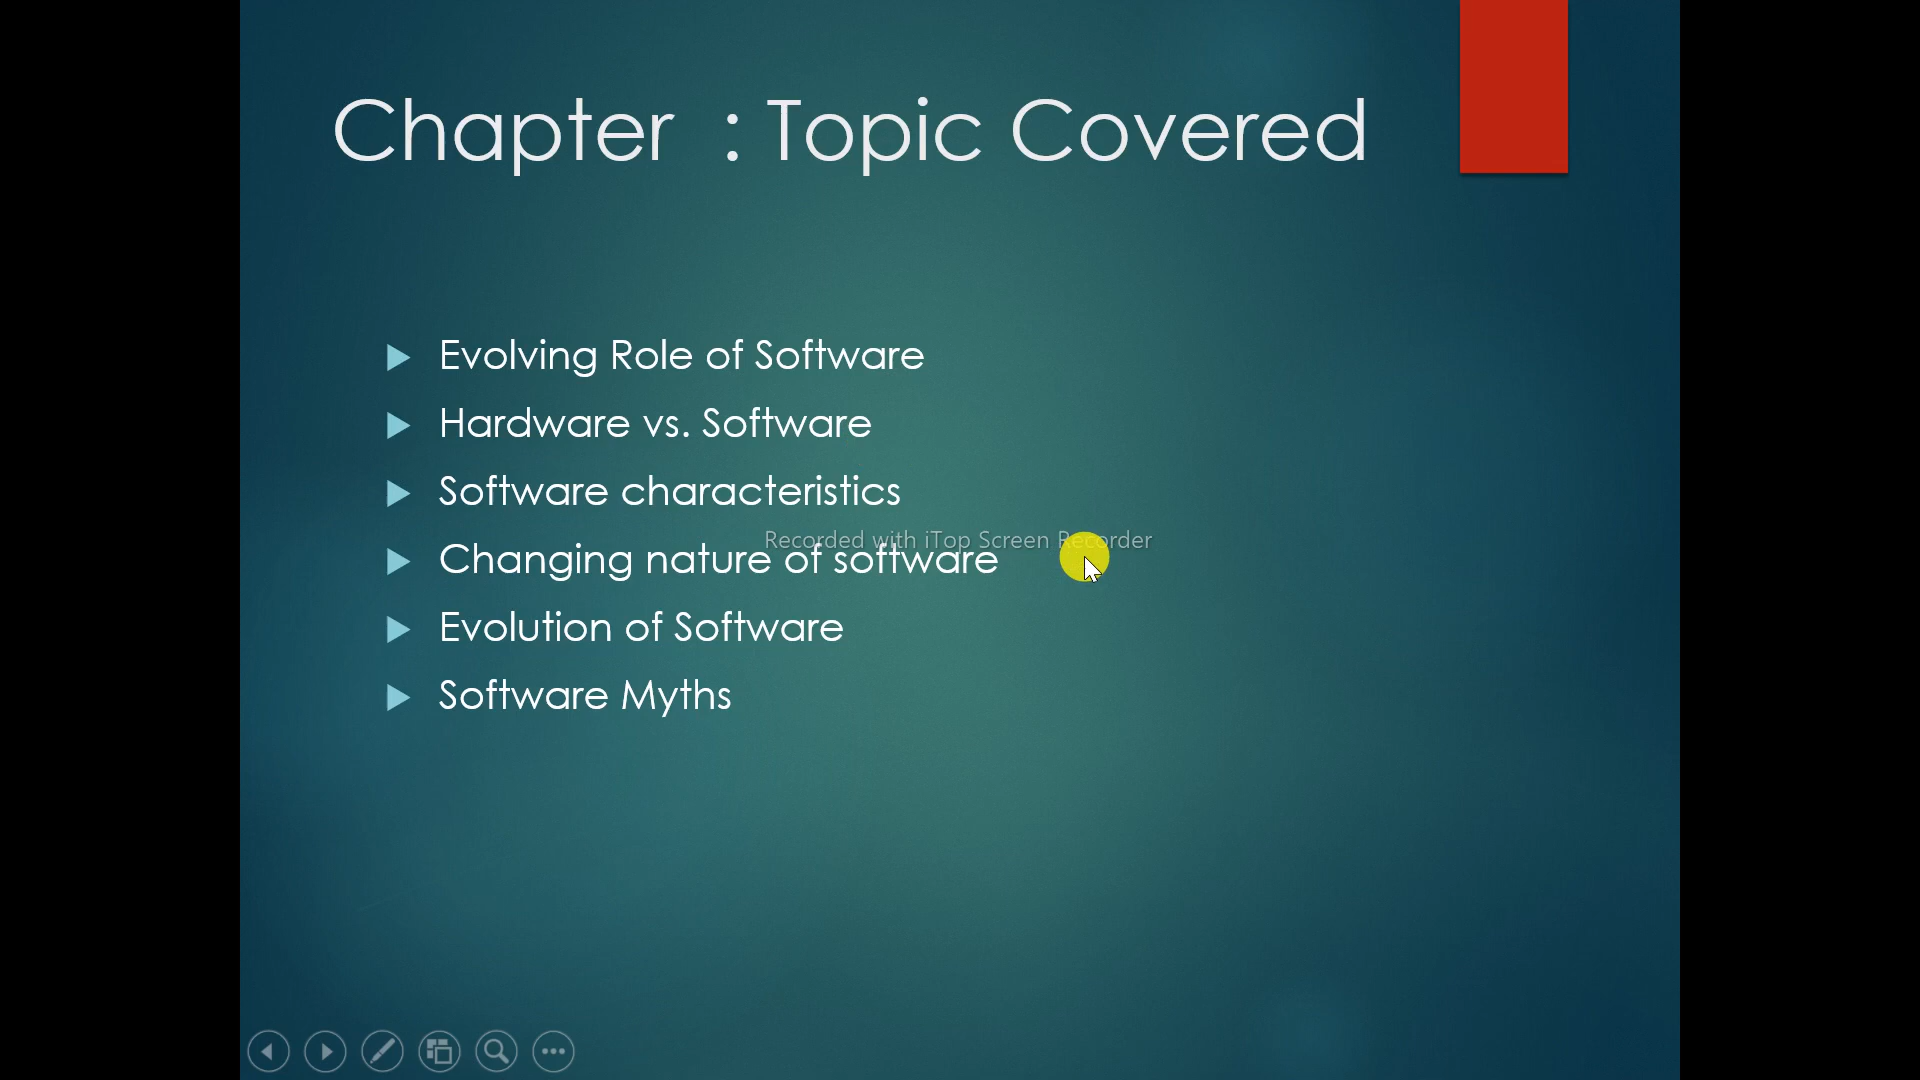 Chapter : Topic Covered
Evolving Role of Software
Hardware vs. Software
Software characteristics
Recorded with iTop Screen Recorder
Changing nature of software
Evolution of Software
Software Myths